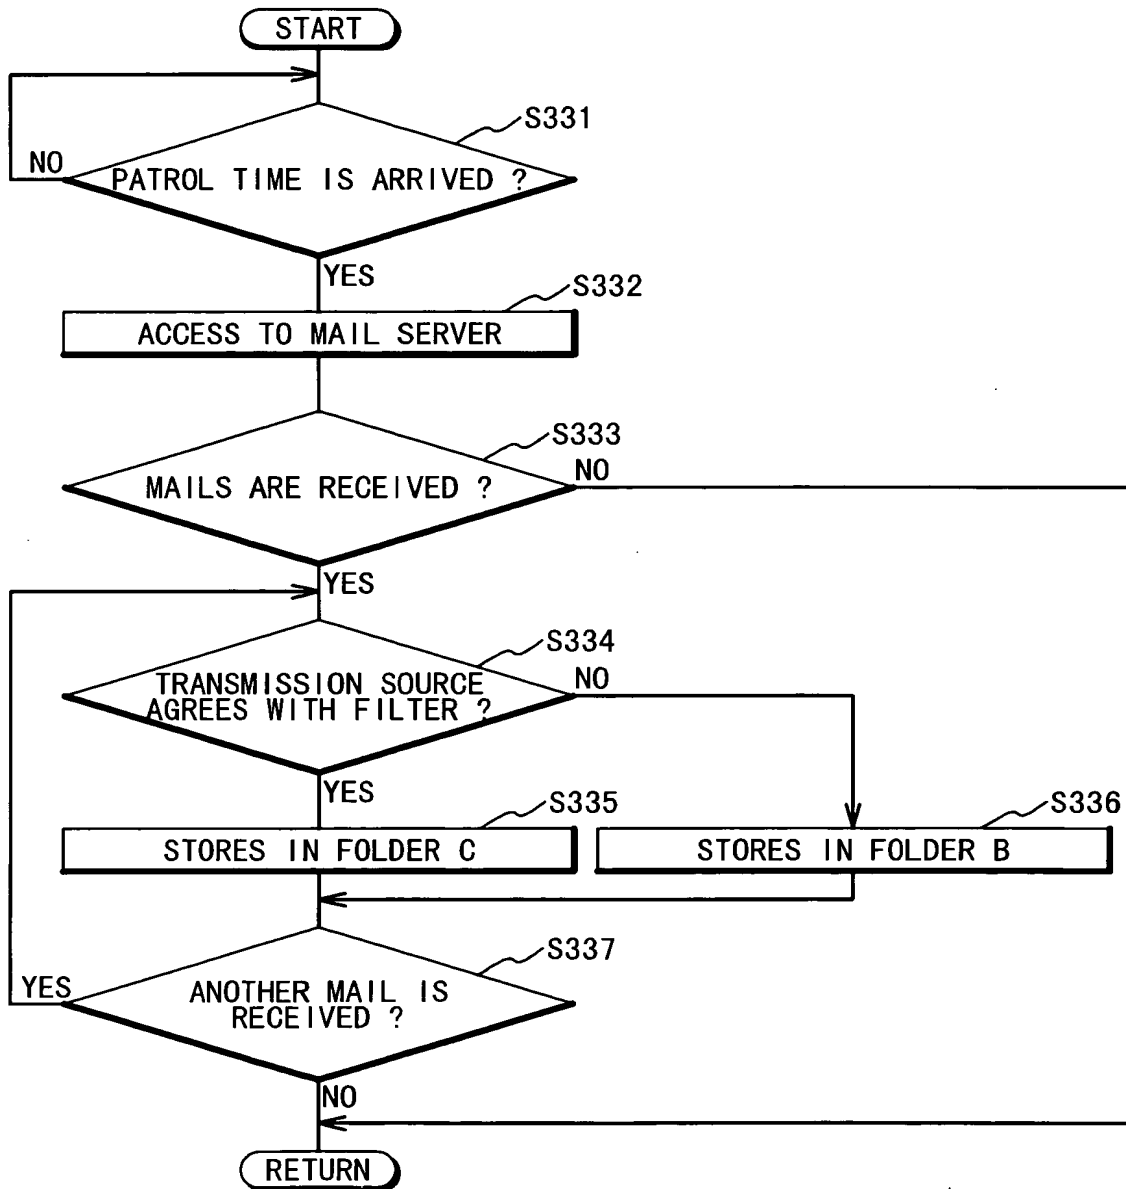 START
S331
NO
PATROL TIME IS ARRIVED ?
YES
S332
ACCESS TO MAIL SERVER
S333
NO
MAILS ARE RECEIVED ?
YES
S334
NO
TRANSMISSION SOURCE
AGREES WITH FILTER ?
YES
S335
S336
STORES IN FOLDER C
STORES IN FOLDER B
S337
YES
ANOTHER MAIL IS
RECEIVED ?
NO
RETURN